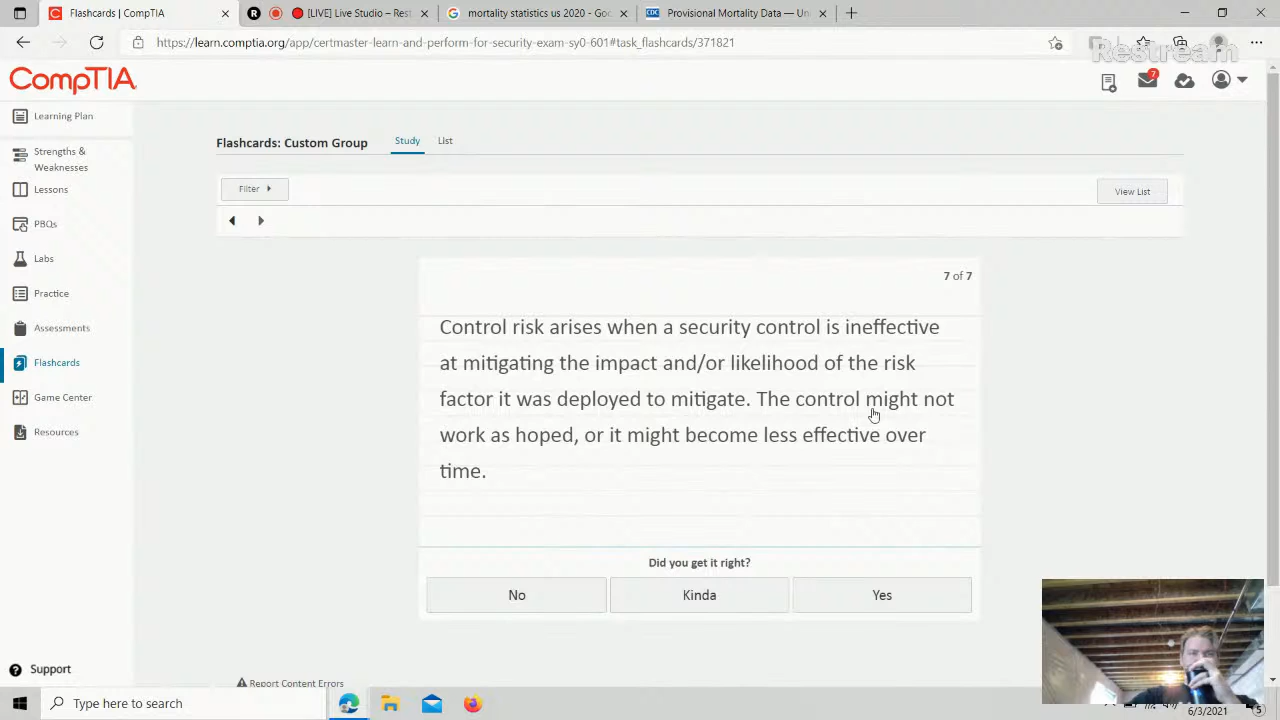 Flashcards | CompTIA
[LIVE] Live Studio – Rest
mortality statistics us 2020 - Goo
CDC
Provisional Mortality Data — Un
https://learn.comptia.org/app/certmaster-learn-and-perform-for-security-exam-sy0-601#task_flashcards/371821
Restream
CompTIA
7
Learning Plan
Flashcards: Custom Group
Study
List
Strengths &
Weaknesses
Filter
View List
Lessons
PBQs
Labs
Practice
Assessments
Flashcards
Game Center
Resources
7 of 7
Control risk arises when a security control is ineffective
at mitigating the impact and/or likelihood of the risk
factor it was deployed to mitigate. The control might not
work as hoped, or it might become less effective over
time.
Did you get it right?
No
Kinda
Yes
Support
Report Content Errors
Type here to search
6/3/2021
5